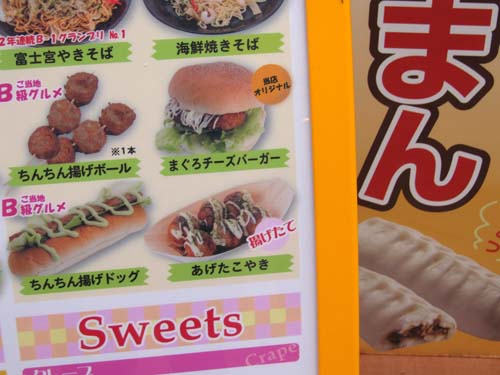 2年連続B-1グランプリ No.1
富士宮やきそば
海鮮焼きそば
B ご当地
級グルメ
当店
オリジナル
※1本
ちんちん揚げボール
まぐろチーズバーガー
B ご当地
級グルメ
揚げたて
ちんちん揚げドッグ
あげたこやき
Sweets
クレープ
Crape
まん